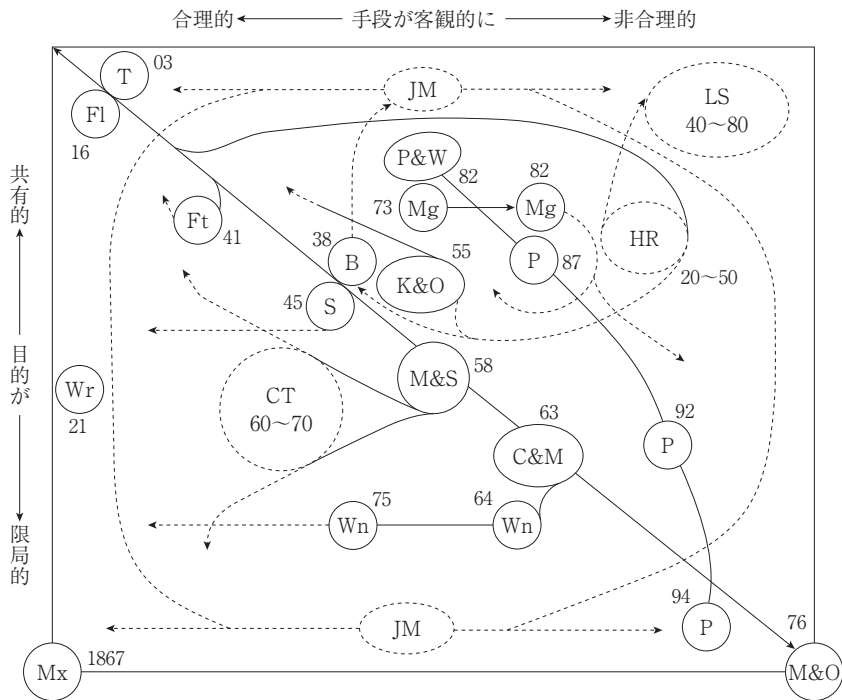 合理的 手段が客観的に 非合理的
共有的
目的が
限局的
T 03
Fl
16
JM
LS
40～80
P&W
82
82
73 Mg
Mg
Ft
41
HR
20～50
38
B
55
K&O
P 87
45 S
M&S 58
Wr
21
CT
60～70
63
C&M
92
P
75
Wn
64
Wn
JM
94
P
76
Mx 1867
M&O